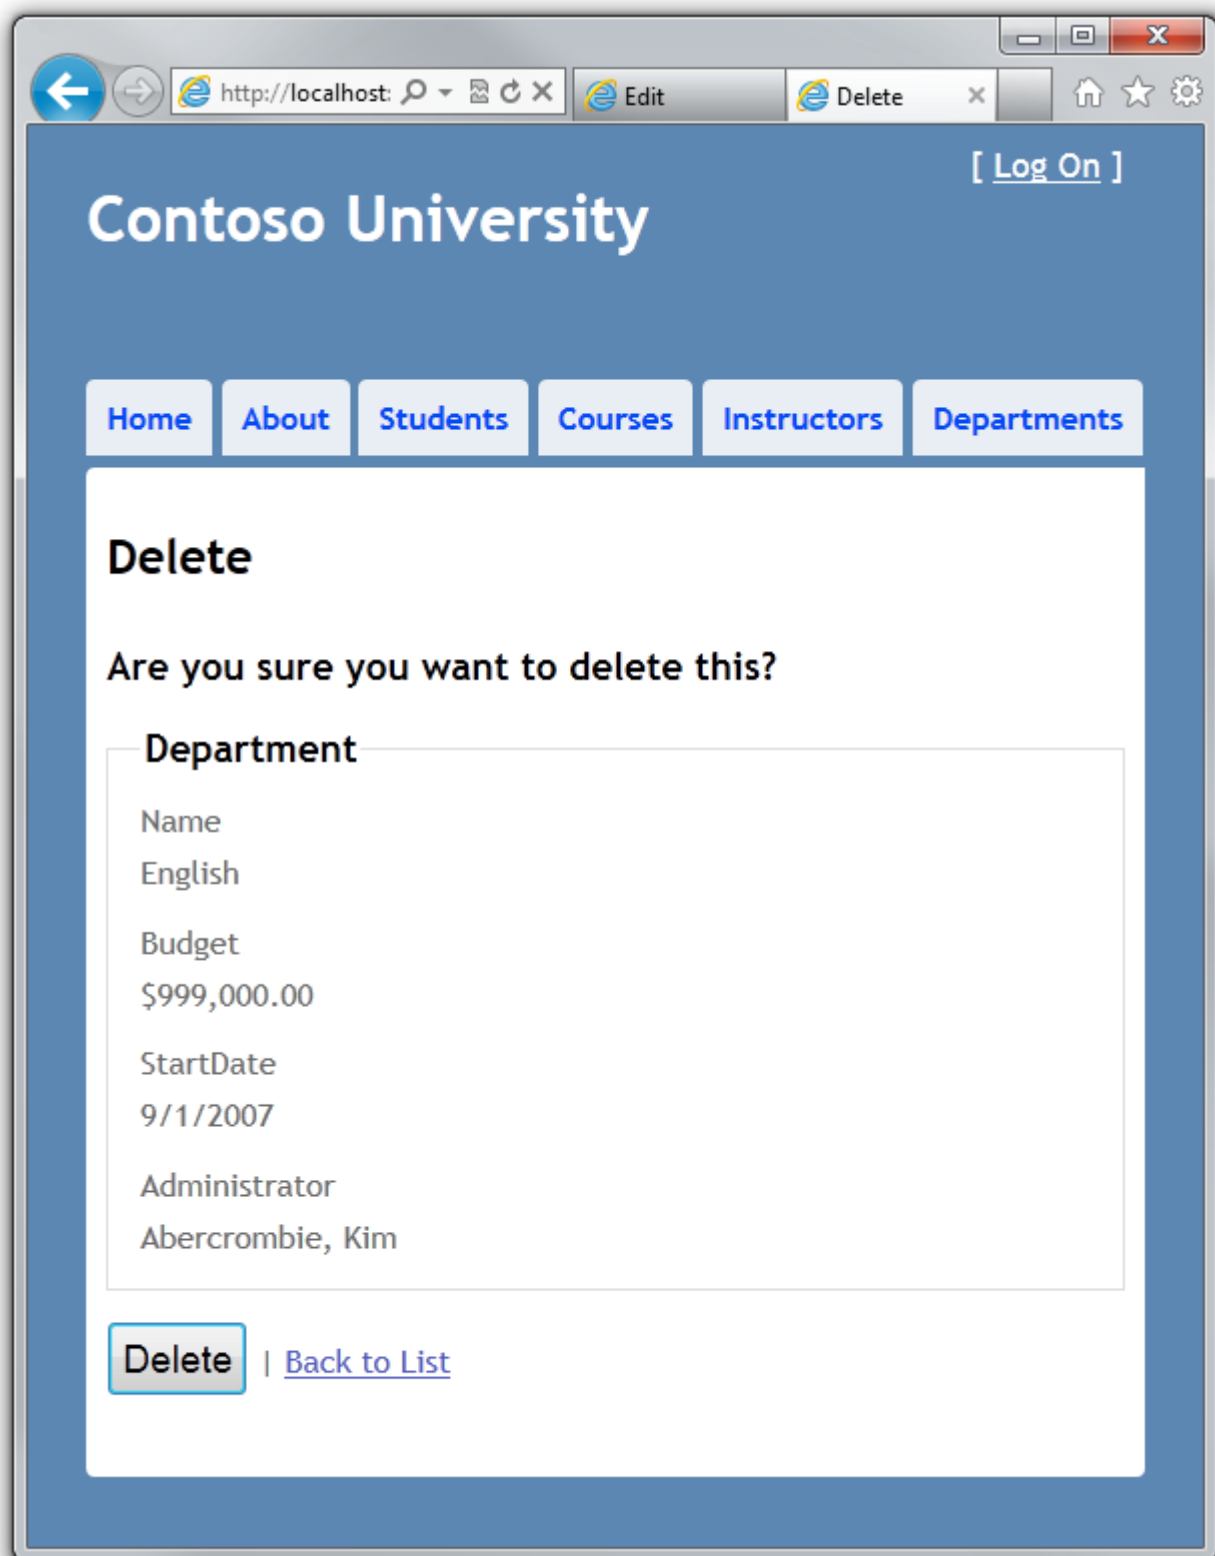 http://localhost:
Edit
Delete
[ Log On ]
Contoso University
Home About Students Courses Instructors Departments
Delete
Are you sure you want to delete this?
Department
Name
English
Budget
$999,000.00
StartDate
9/1/2007
Administrator
Abercrombie, Kim
Delete | Back to List